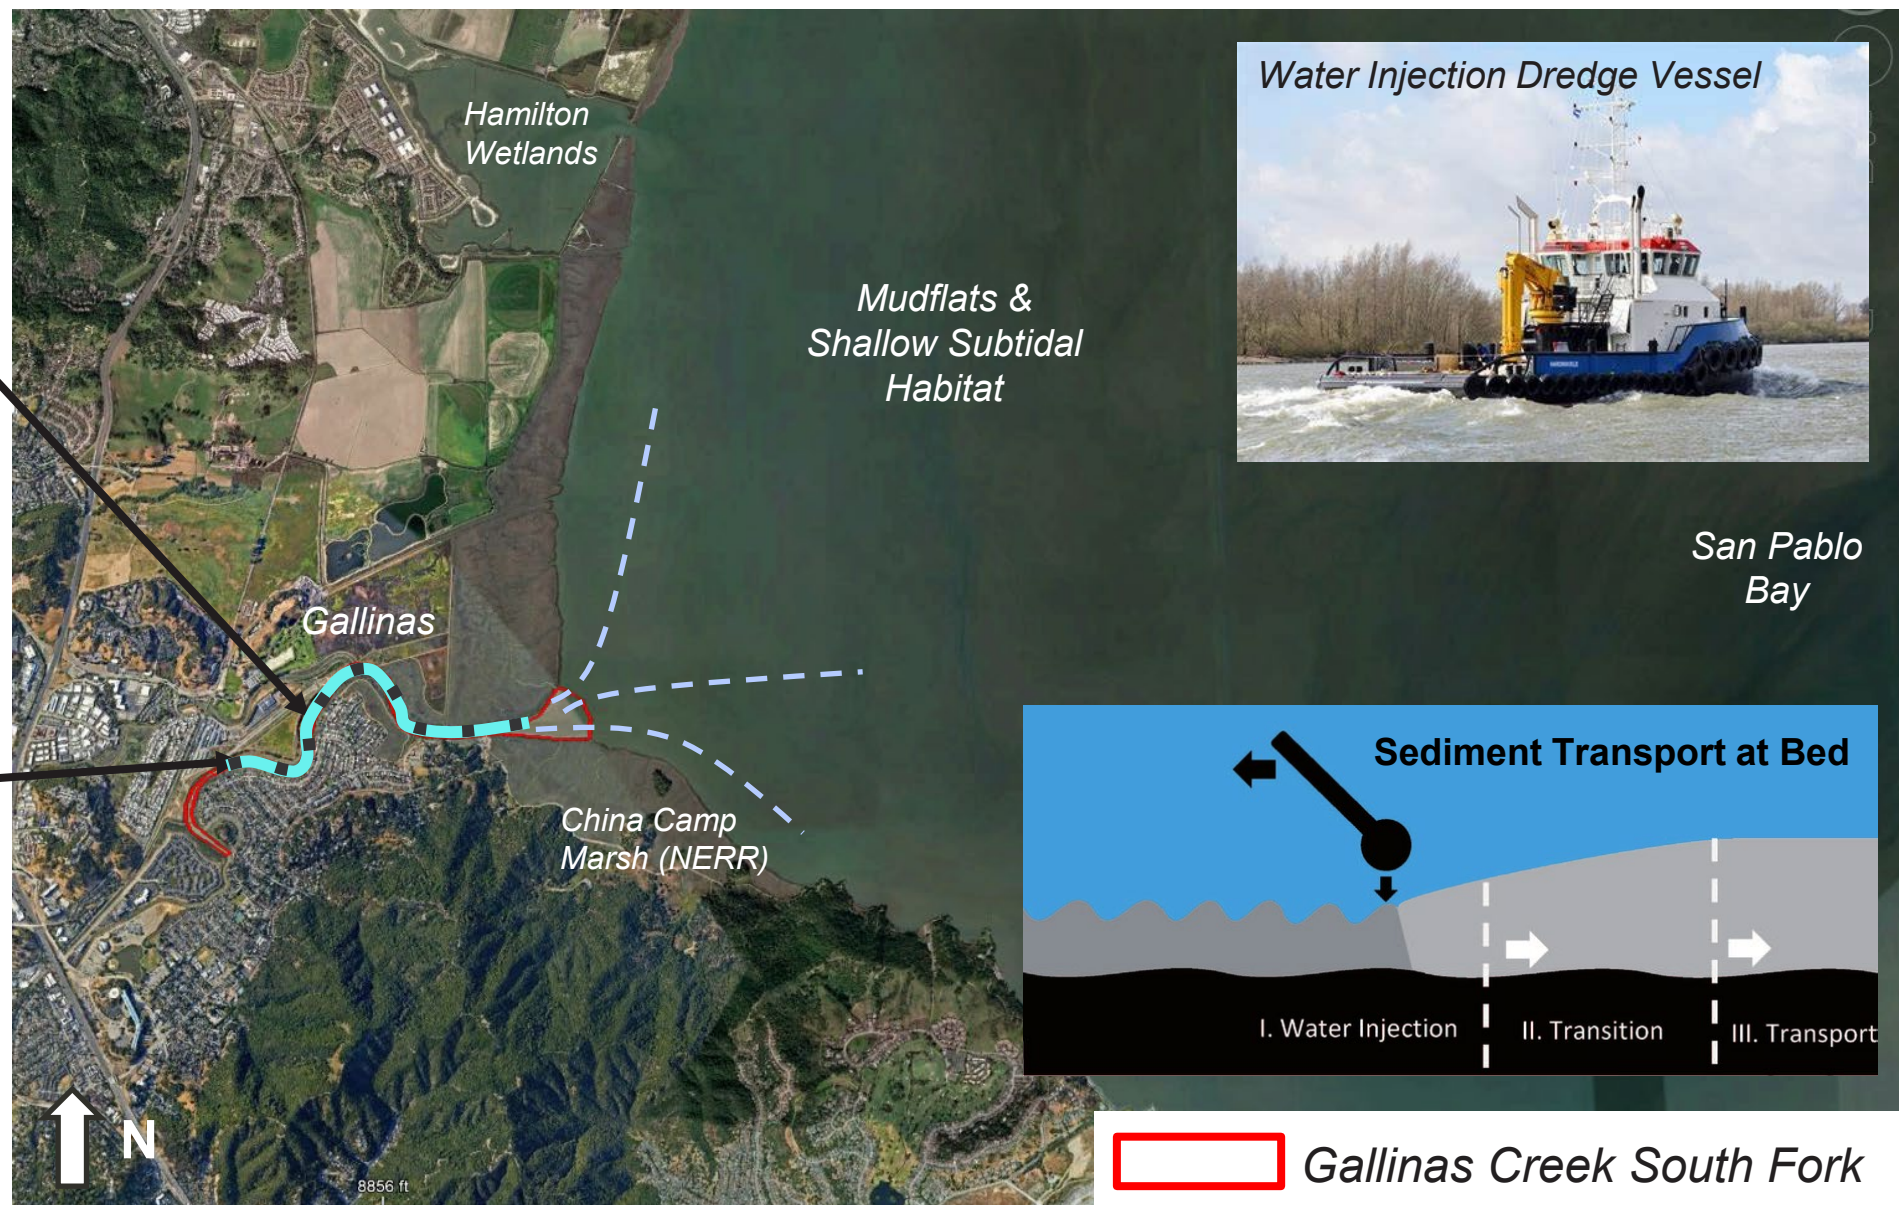 Water Injection Dredge Vessel
Hamilton
Wetlands
Mudflats &
Shallow Subtidal
Habitat
San Pablo
Bay
Gallinas
China Camp
Marsh (NERR)
Sediment Transport at Bed
I. Water Injection
II. Transition
III. Transport
N
8856 ft
Gallinas Creek South Fork